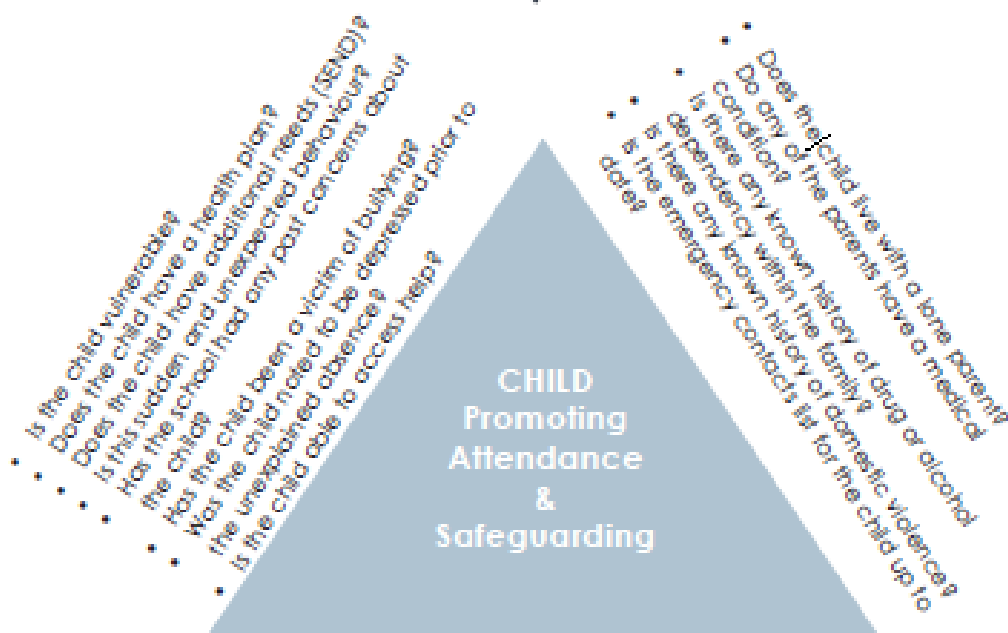 Is the child vulnerable?
Does the child have a health plan?
Does the child have additional needs (SEND)?
Is this sudden and unexpected behaviour?
Has the school had any past concerns about
the child?
Has the child been a victim of bullying?
Was the child noted to be depressed prior to
the unexplained absence?
Is the child able to access help?
CHILD
Promoting
Attendance
&
Safeguarding
Does the child live with a lone parent?
Do any of the parents have a medical
condition?
Is there any known history of drug or alcohol
dependency within the family?
Is there any known history of domestic violence?
Is the emergency contacts list for the child up to
date?